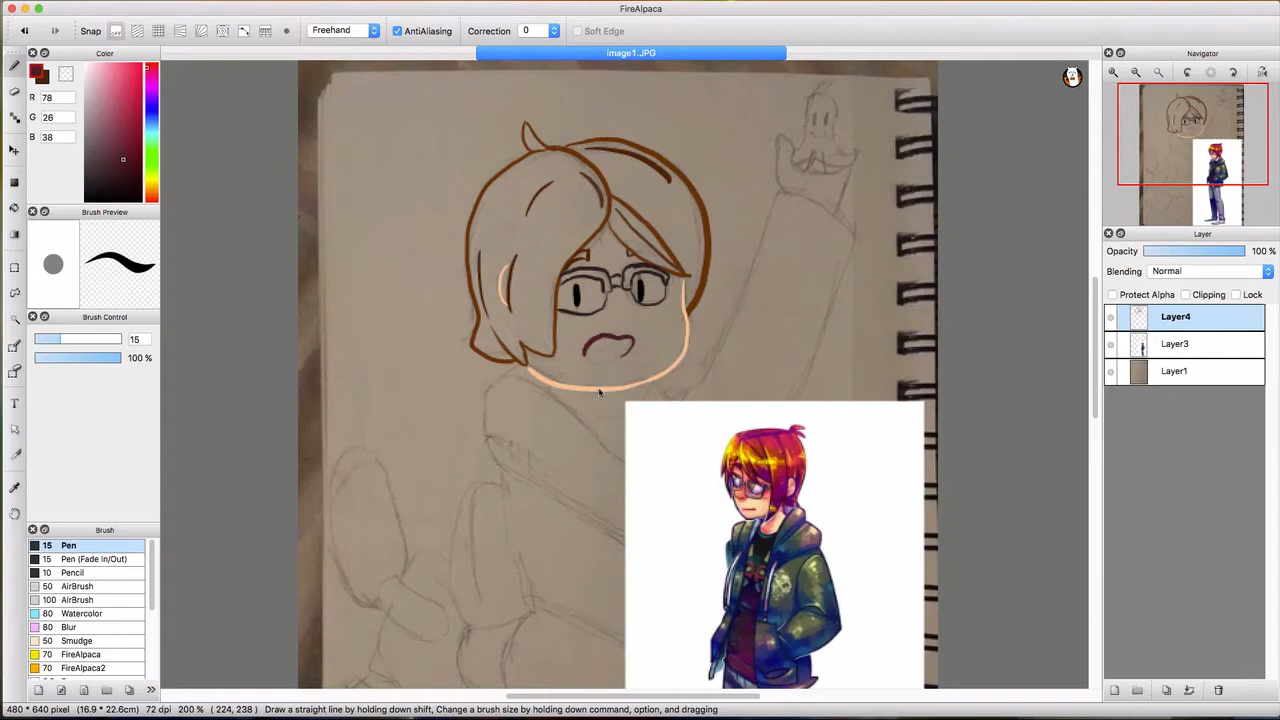 FireAlpaca
Snap
Freehand
AntiAliasing
Correction 0
Soft Edge
Color
image1.JPG
Navigator
R 78
G 26
B 38
Brush Preview
Brush Control
15
100 %
Layer
Opacity 100 %
Blending Normal
Protect Alpha Clipping Lock
Layer4
Layer3
Layer1
Brush
15 Pen
15 Pen (Fade In/Out)
10 Pencil
50 AirBrush
100 AirBrush
80 Watercolor
80 Blur
50 Smudge
70 FireAlpaca
70 FireAlpaca2
480 * 640 pixel (16.9 * 22.6cm) 72 dpi 200 % ( 224, 238 ) Draw a straight line by holding down shift, Change a brush size by holding down command, option, and dragging